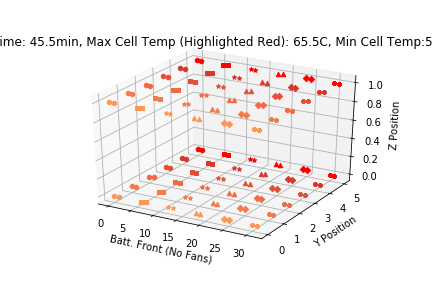 ime: 45.5min, Max Cell Temp (Highlighted Red): 65.5C, Min Cell Temp:5
1.0
0.8
0.6
0.4
0.2
0.0
Z Position
0 5 10 15 20 25 30
Batt. Front (No Fans)
0 1 2 3 4 5
Y Position